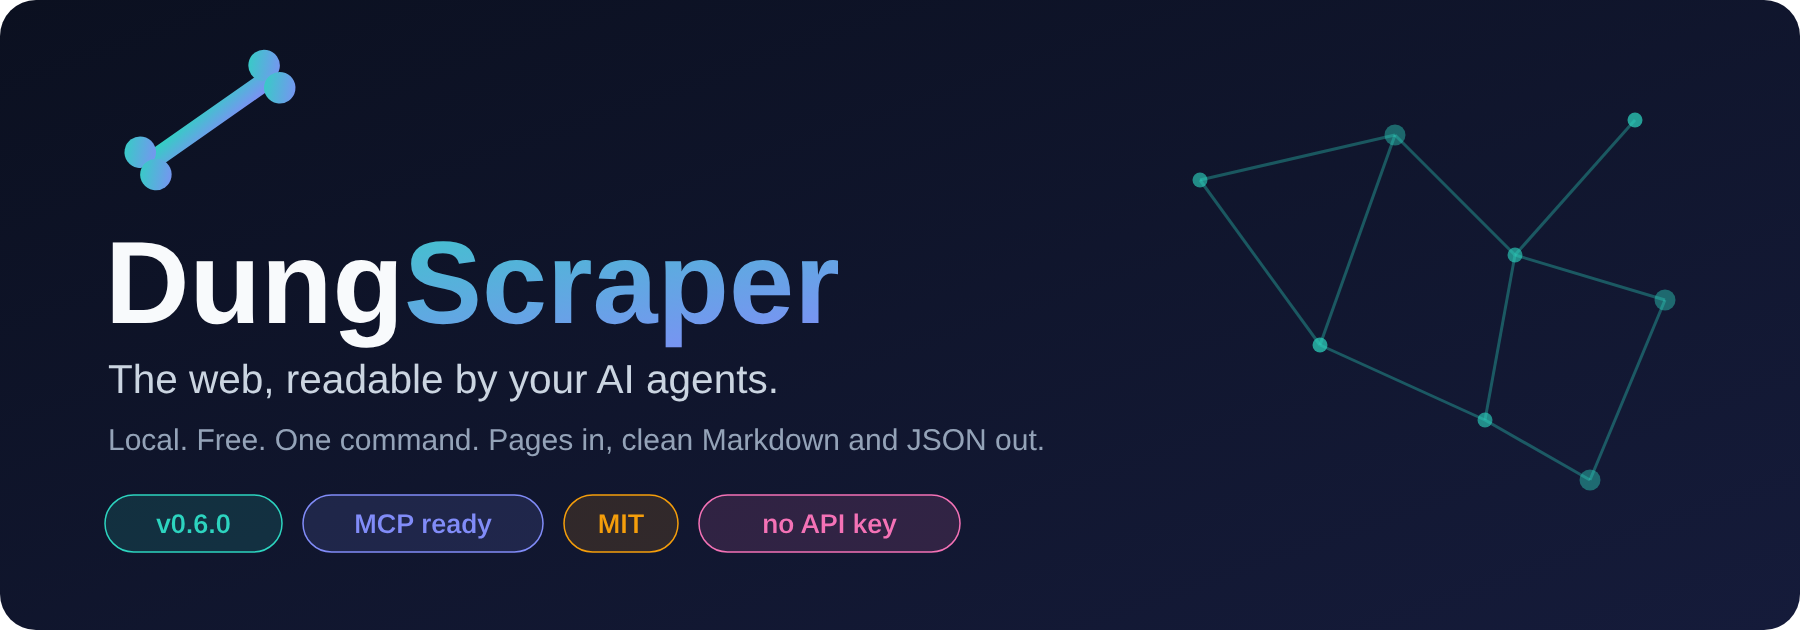 DungScraper
The web, readable by your AI agents.
Local. Free. One command. Pages in, clean Markdown and JSON out.
v0.6.0 MCP ready MIT no API key